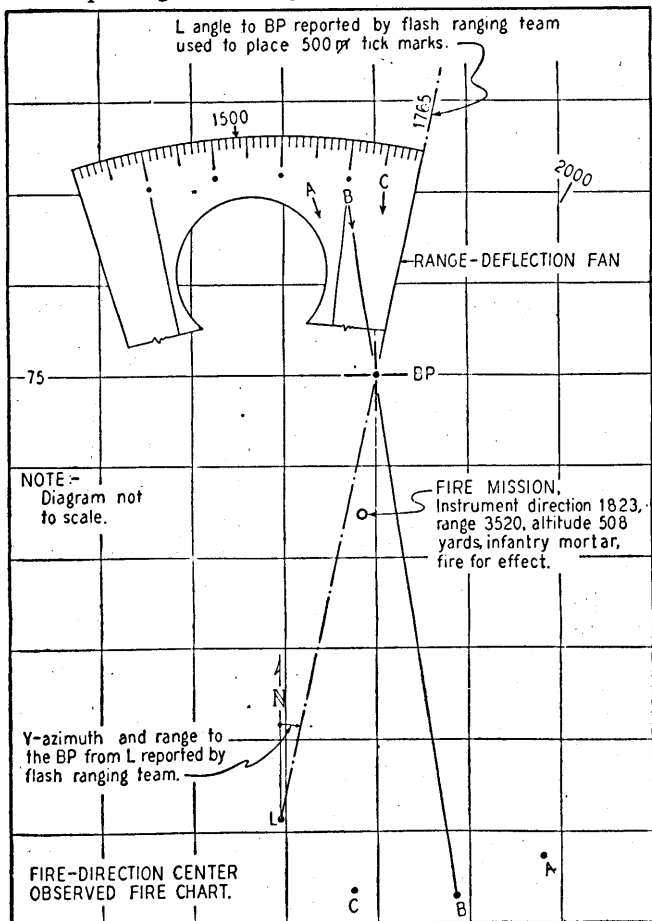 L angle to BP reported by flash ranging team
used to place 500 m tick marks.
1765
1500
2000
A
B
C
RANGE-DEFLECTION FAN
75
BP
NOTE:-
Diagram not
to scale.
FIRE MISSION,
Instrument direction 1823,
range 3520, altitude 508
yards, infantry mortar,
fire for effect.
N
Y-azimuth and range to
the BP from L reported by
flash ranging team.
L
A
FIRE-DIRECTION CENTER
OBSERVED FIRE CHART.
C
B